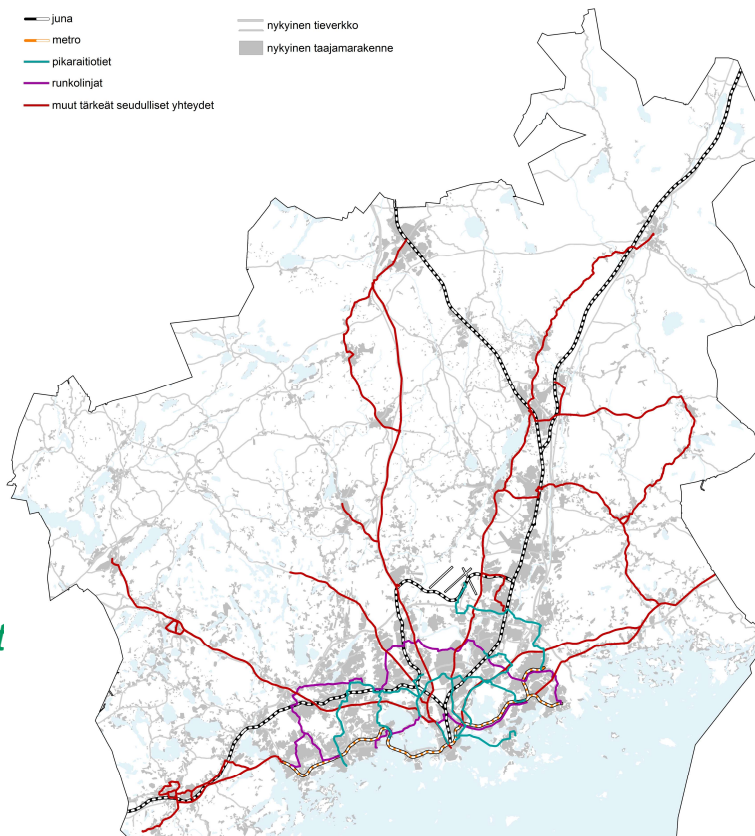 juna
metro
pikaraitiotiet
runkolinjat
muut tärkeät seudulliset yhteydet
nykyinen tieverkko
nykyinen taajamarakenne